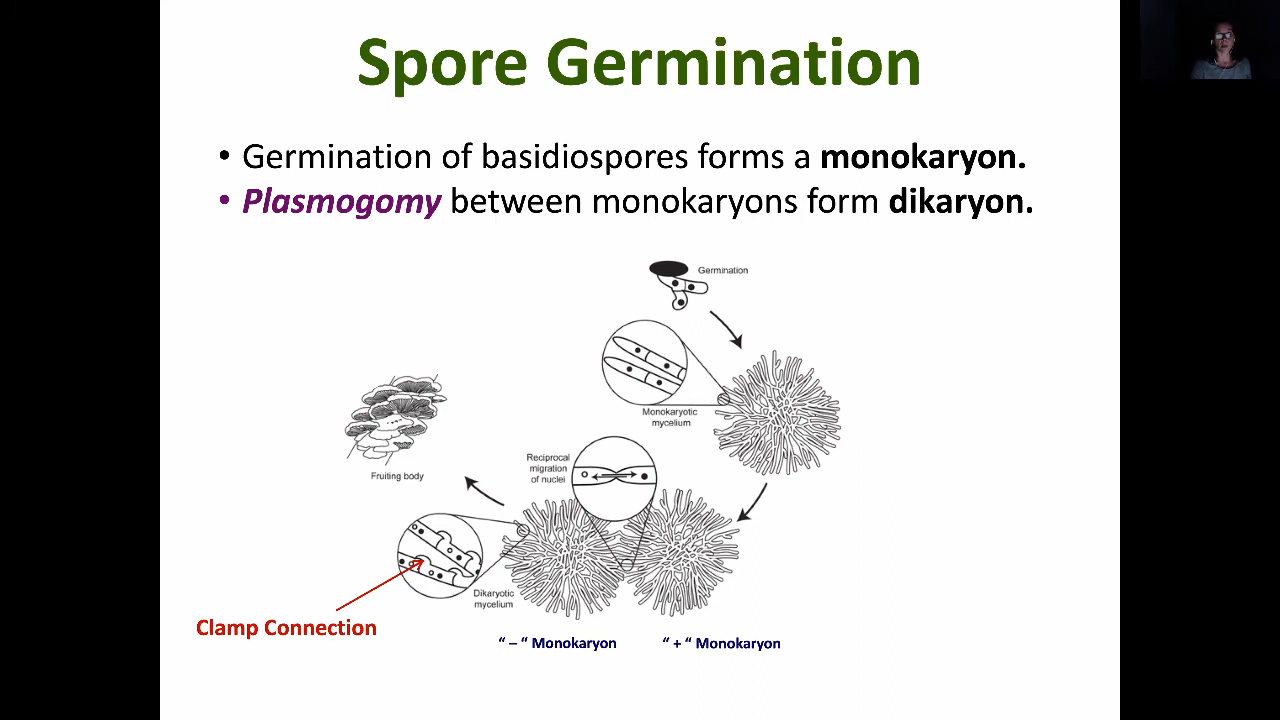 Spore Germination
• Germination of basidiospores forms a monokaryon.
• Plasmogomy between monokaryons form dikaryon.
Germination
Monokaryotic
mycelium
Reciprocal
migration
of nuclei
Fruiting body
Dikaryotic
mycelium
Clamp Connection
“ – “ Monokaryon
“ + “ Monokaryon